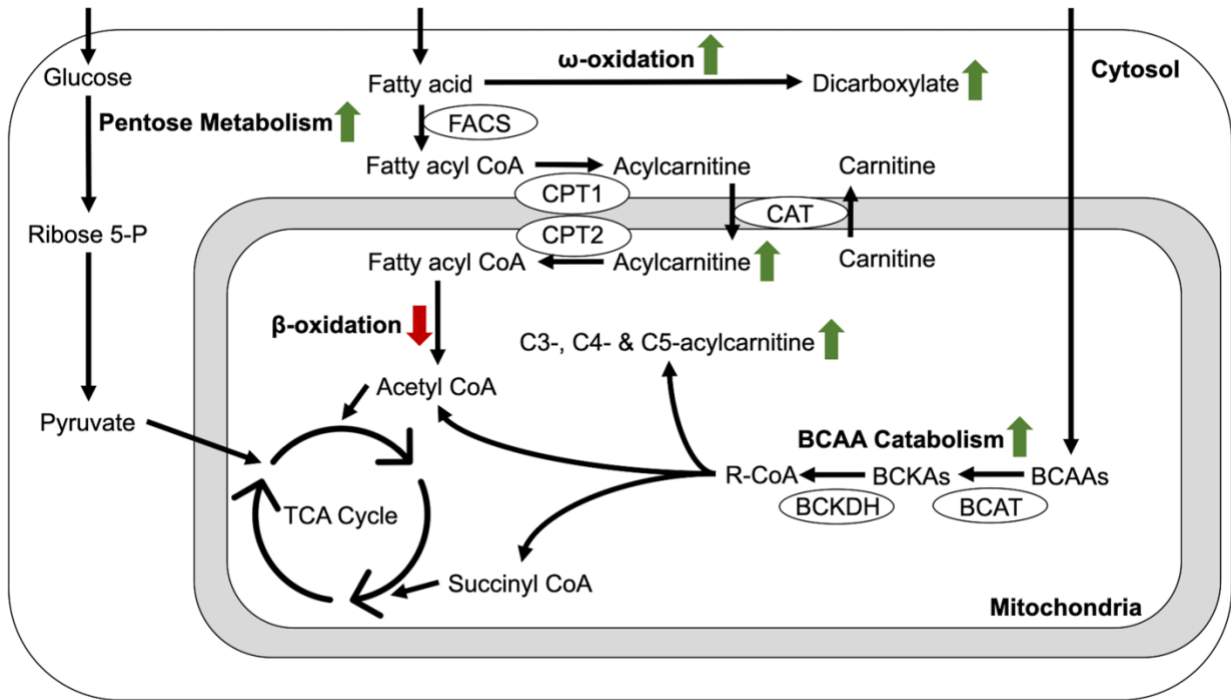 Glucose
Fatty acid
ω-oxidation
Dicarboxylate
Cytosol
Pentose Metabolism
FACS
Fatty acyl CoA
Acylcarnitine
Carnitine
CPT1
CAT
Ribose 5-P
CPT2
Fatty acyl CoA
Acylcarnitine
Carnitine
β-oxidation
C3-, C4- & C5-acylcarnitine
Acetyl CoA
Pyruvate
BCAA Catabolism
R-CoA
BCKAs
BCAAs
BCKDH
BCAT
TCA Cycle
Succinyl CoA
Mitochondria